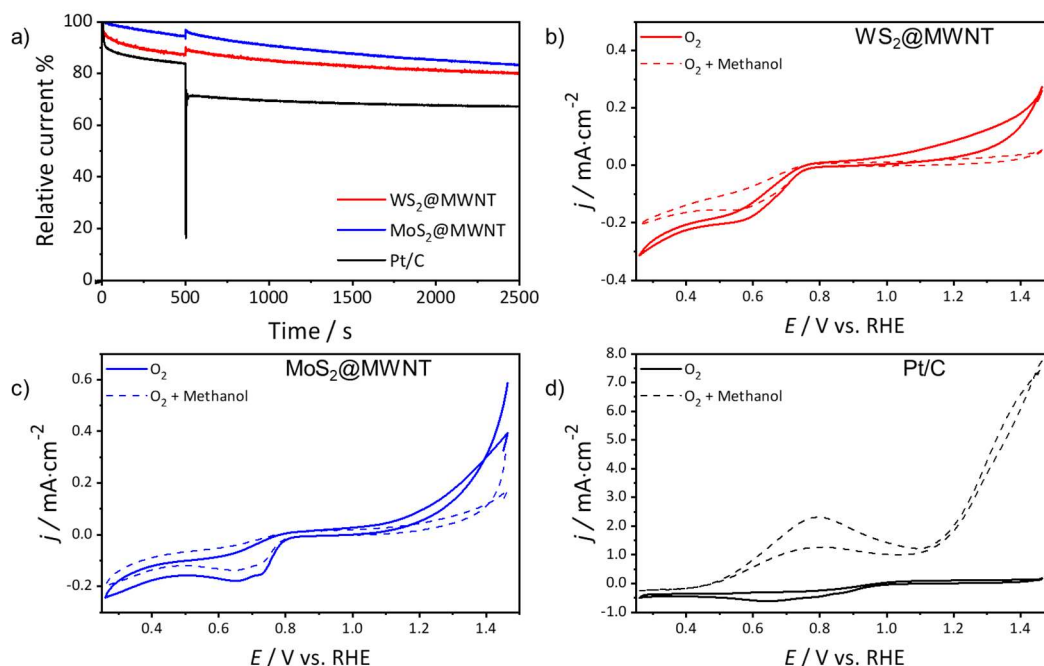 a)
Relative current %
100
80
60
40
20
0
WS₂@MWNT
MoS₂@MWNT
Pt/C
0 500 1000 1500 2000 2500
Time / s
b)
WS₂@MWNT
O₂
O₂ + Methanol
j / mA·cm⁻²
0.4
0.2
0.0
-0.2
-0.4
0.4 0.6 0.8 1.0 1.2 1.4
E / V vs. RHE
c)
MoS₂@MWNT
O₂
O₂ + Methanol
j / mA·cm⁻²
0.6
0.4
0.2
0.0
-0.2
0.4 0.6 0.8 1.0 1.2 1.4
E / V vs. RHE
d)
Pt/C
O₂
O₂ + Methanol
j / mA·cm⁻²
8.0
7.0
6.0
5.0
4.0
3.0
2.0
1.0
0.0
-1.0
0.4 0.6 0.8 1.0 1.2 1.4
E / V vs. RHE